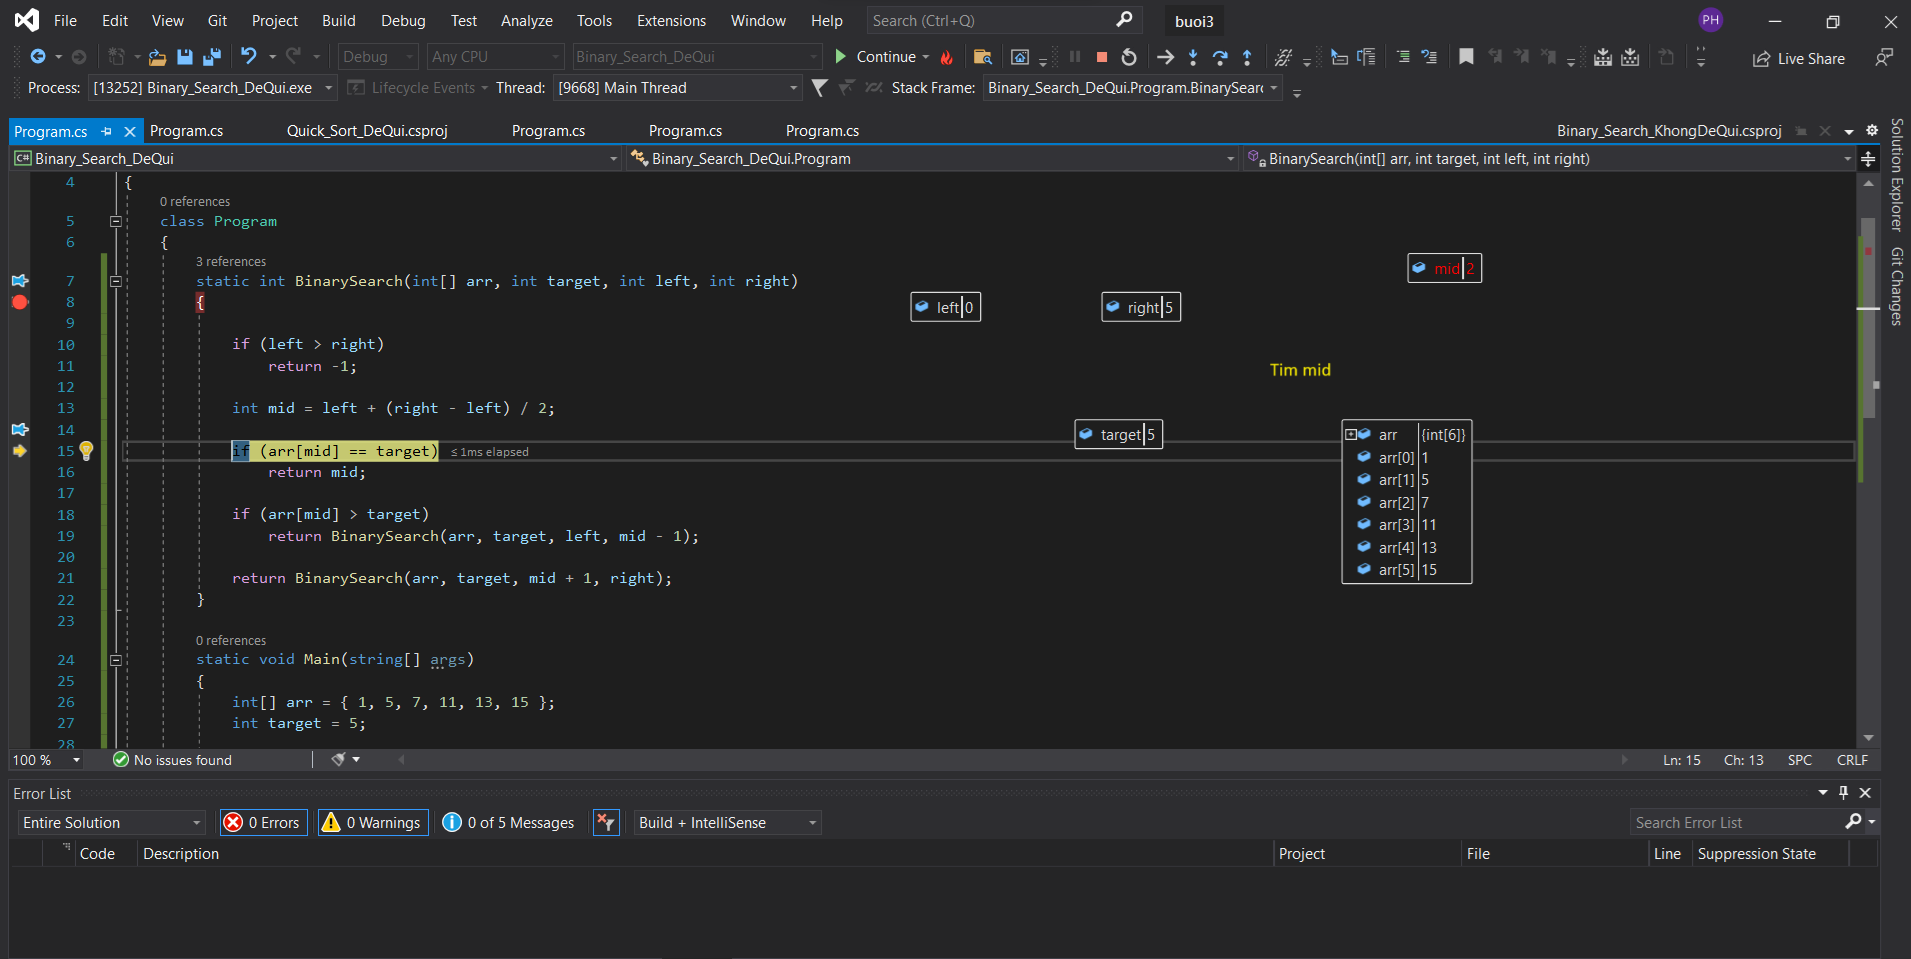 File Edit View Git Project Build Debug Test Analyze Tools Extensions Window Help Search (Ctrl+Q) buoi3 PH
Debug Any CPU Binary_Search_DeQui Continue Live Share
Process: [13252] Binary_Search_DeQui.exe Lifecycle Events Thread: [9668] Main Thread Stack Frame: Binary_Search_DeQui.Program.BinarySearc
Program.cs Program.cs Quick_Sort_DeQui.csproj Program.cs Program.cs Program.cs Binary_Search_KhongDeQui.csproj
C# Binary_Search_DeQui Binary_Search_DeQui.Program BinarySearch(int[] arr, int target, int left, int right)
Solution Explorer
Git Changes
4 {
0 references
5 class Program
6 {
3 references
7 static int BinarySearch(int[] arr, int target, int left, int right)
8 {
9
10 if (left > right)
11 return -1;
12
13 int mid = left + (right - left) / 2;
14
15 if (arr[mid] == target) ≤ 1ms elapsed
16 return mid;
17
18 if (arr[mid] > target)
19 return BinarySearch(arr, target, left, mid - 1);
20
21 return BinarySearch(arr, target, mid + 1, right);
22 }
23
0 references
24 static void Main(string[] args)
25 {
26 int[] arr = { 1, 5, 7, 11, 13, 15 };
27 int target = 5;
28
mid 2
left 0
right 5
Tim mid
target 5
arr {int[6]}
arr[0] 1
arr[1] 5
arr[2] 7
arr[3] 11
arr[4] 13
arr[5] 15
100 % No issues found Ln: 15 Ch: 13 SPC CRLF
Error List
Entire Solution 0 Errors 0 Warnings 0 of 5 Messages Build + IntelliSense Search Error List
Code Description Project File Line Suppression State